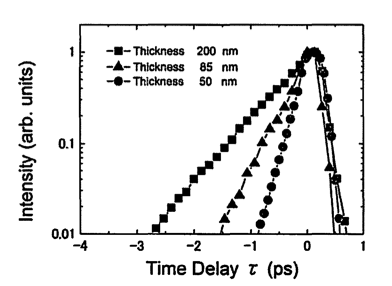 Thickness 200 nm
Thickness 85 nm
Thickness 50 nm
1
0.1
0.01
Intensity (arb. units)
−4 −3 −2 −1 0 1
Time Delay τ (ps)